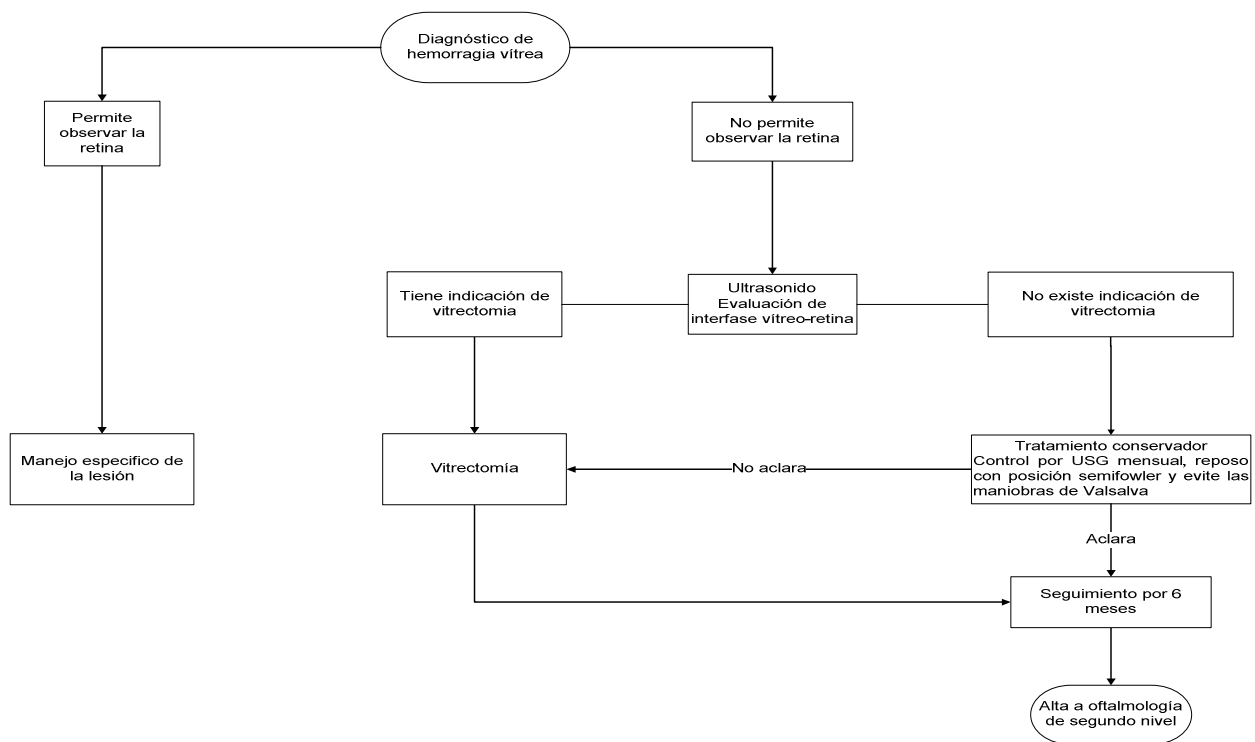 Diagnóstico de
hemorragia vítrea
Permite
observar la
retina
No permite
observar la retina
Tiene indicación de
vitrectomia
Ultrasonido
Evaluación de
interfase vítreo-retina
No existe indicación de
vitrectomia
Manejo especifico de
la lesión
Vitrectomía
No aclara
Tratamiento conservador
Control por USG mensual, reposo
con posición semifowler y evite las
maniobras de Valsalva
Aclara
Seguimiento por 6
meses
Alta a oftalmología
de segundo nivel